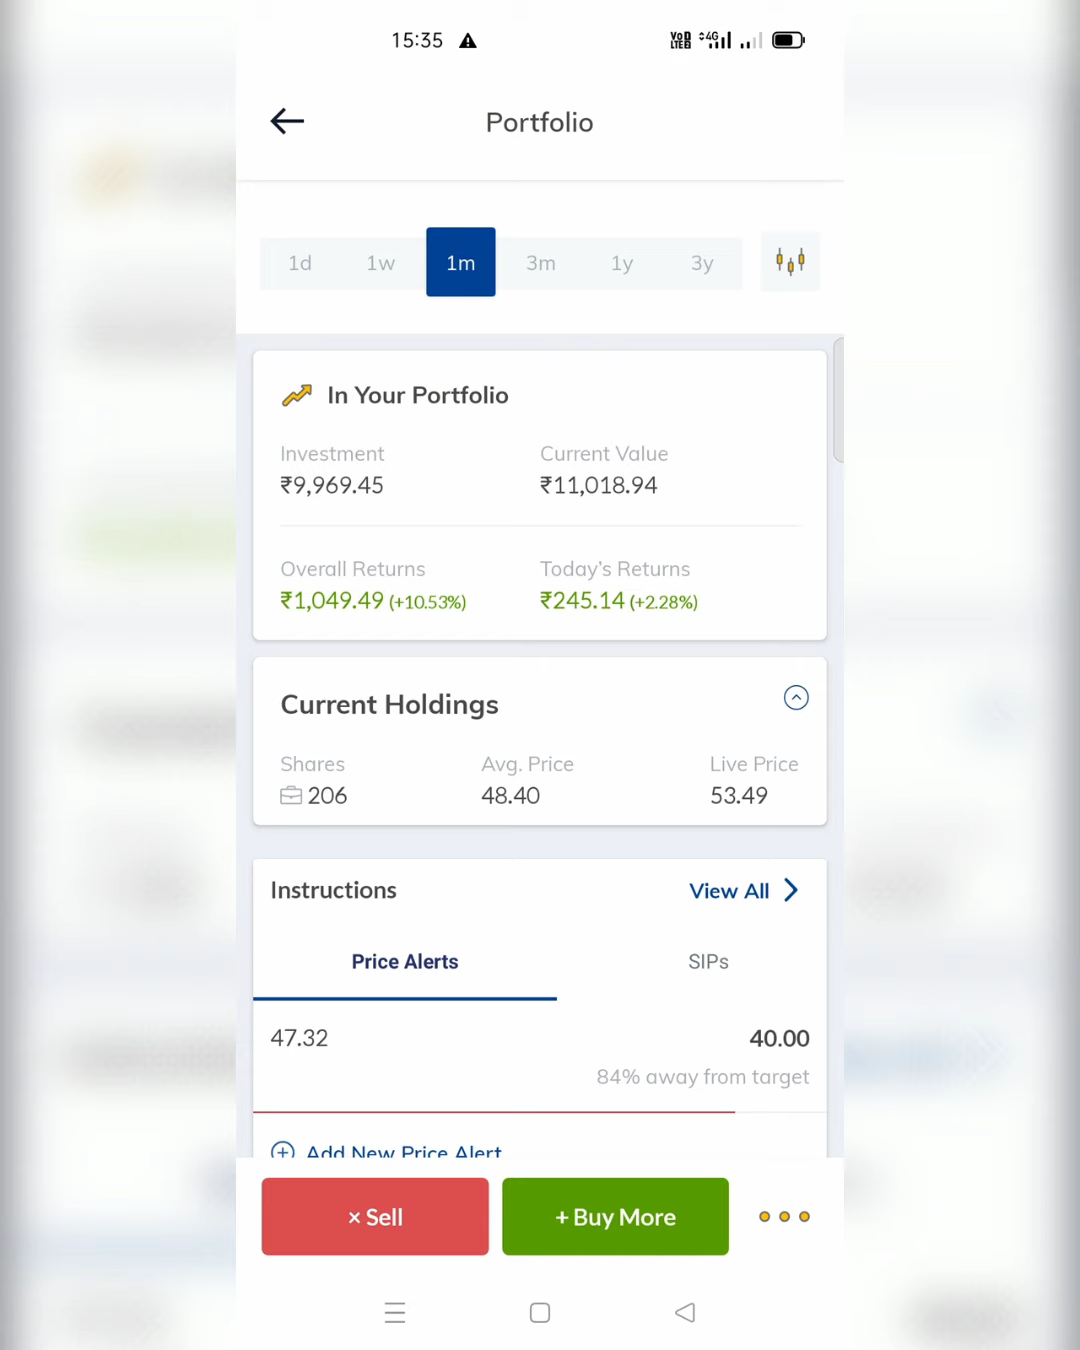 15:35
VoD LTE2 4G
Portfolio
1d 1w 1m 3m 1y 3y
In Your Portfolio
Investment Current Value
₹9,969.45 ₹11,018.94
Overall Returns Today's Returns
₹1,049.49 (+10.53%) ₹245.14 (+2.28%)
Current Holdings
Shares Avg. Price Live Price
206 48.40 53.49
Instructions View All
Price Alerts SIPs
47.32 40.00
84% away from target
Add New Price Alert
× Sell + Buy More